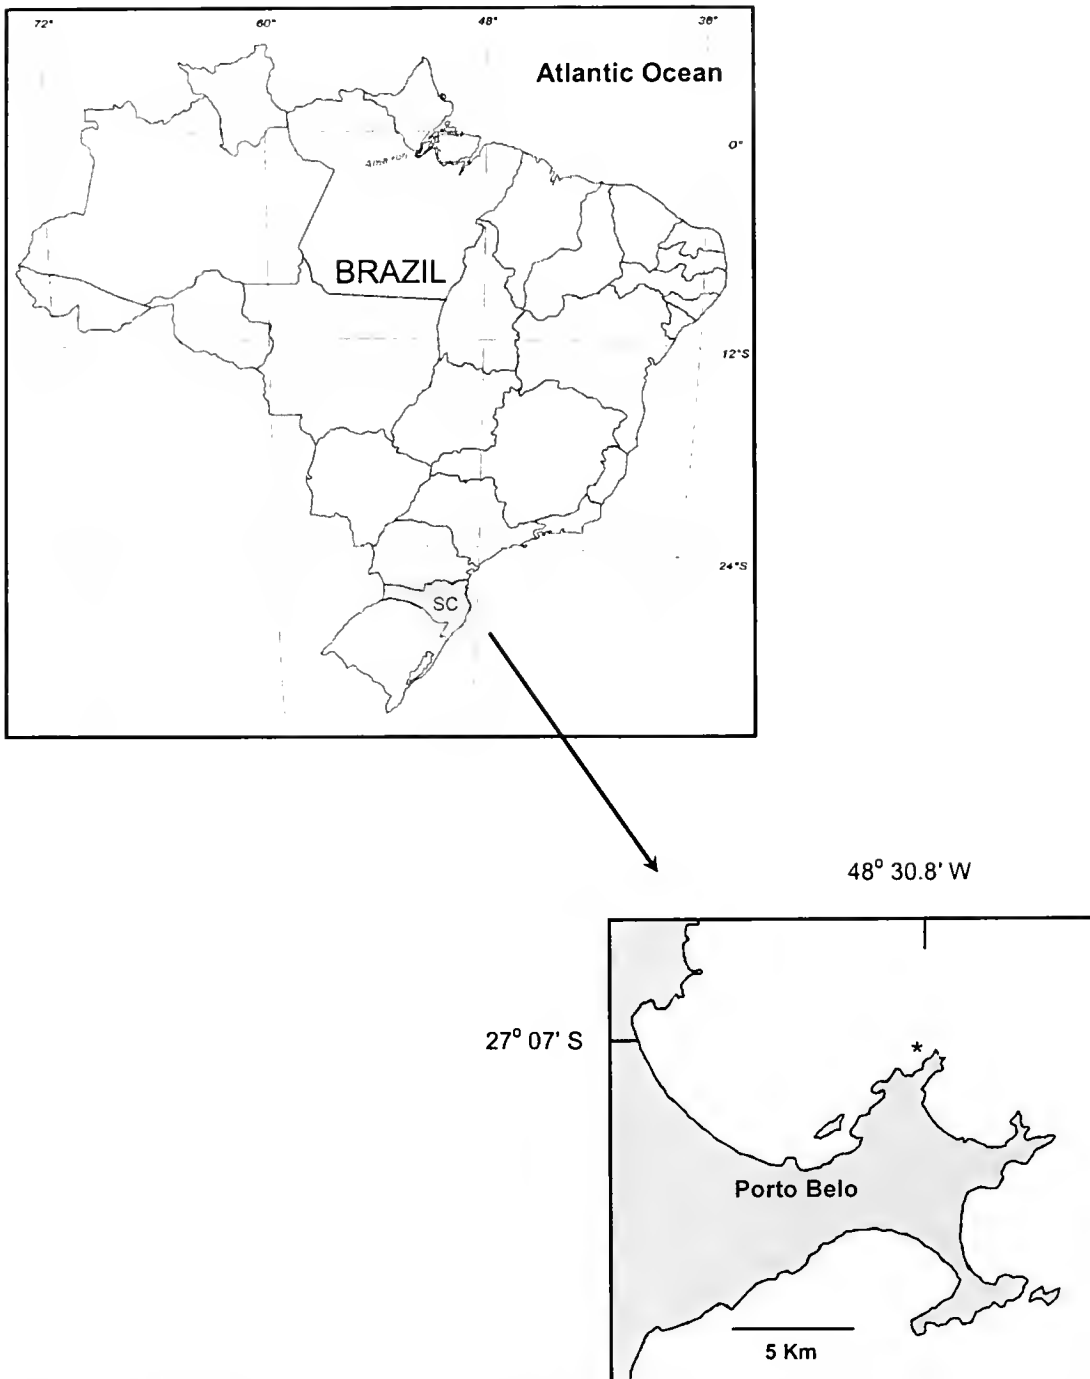 72° 60° 48° 36°
Atlantic Ocean
0°
Amazon
BRAZIL
12°S
24°S
SC
48° 30.8' W
27° 07' S
*
Porto Belo
5 Km